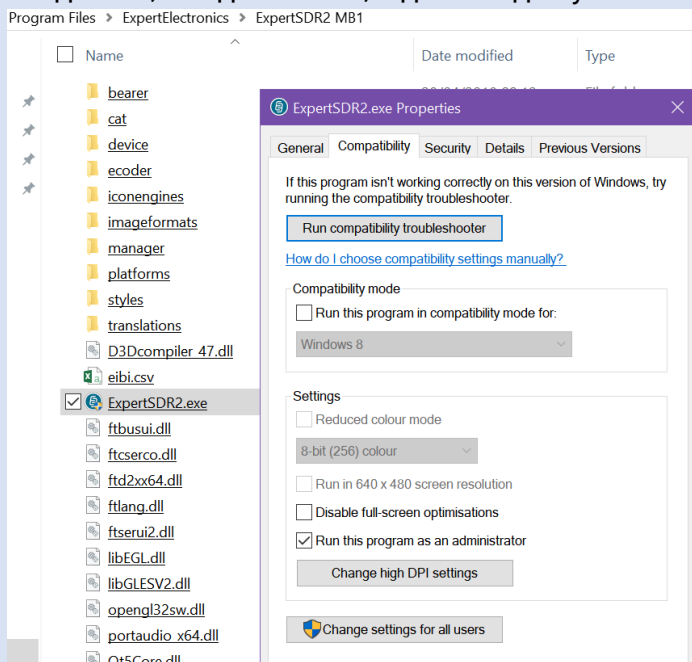 Program Files > ExpertElectronics > ExpertSDR2 MB1
Name
Date modified
Type
bearer
cat
device
ecoder
iconengines
imageformats
manager
platforms
styles
translations
D3Dcompiler_47.dll
eibi.csv
ExpertSDR2.exe
ftbusui.dll
ftcserco.dll
ftd2xx64.dll
ftlang.dll
ftserui2.dll
libEGL.dll
libGLESV2.dll
opengl32sw.dll
portaudio_x64.dll
Qt5Core.dll
ExpertSDR2.exe Properties
General Compatibility Security Details Previous Versions
If this program isn't working correctly on this version of Windows, try
running the compatibility troubleshooter.
Run compatibility troubleshooter
How do I choose compatibility settings manually?
Compatibility mode
Run this program in compatibility mode for:
Windows 8
Settings
Reduced colour mode
8-bit (256) colour
Run in 640 x 480 screen resolution
Disable full-screen optimisations
Run this program as an administrator
Change high DPI settings
Change settings for all users